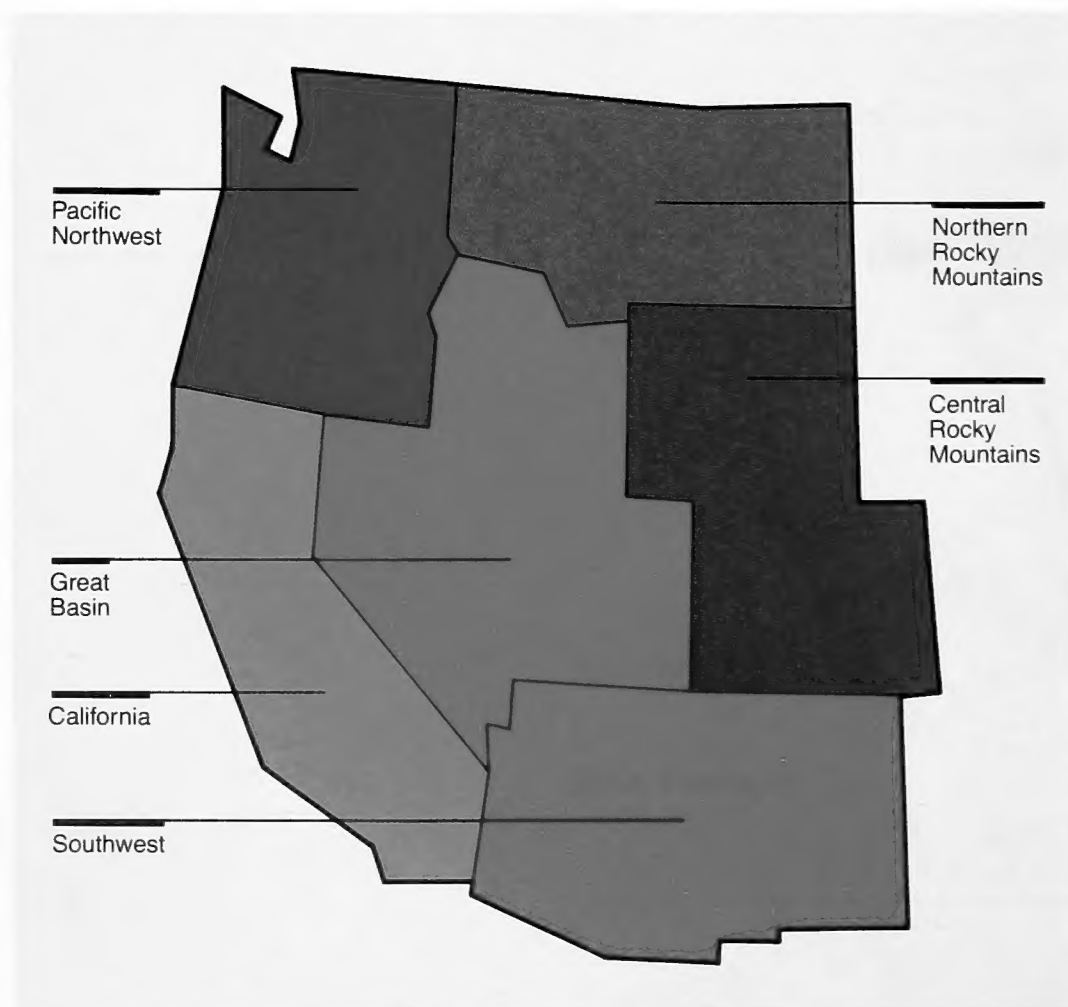 Pacific
Northwest
Northern
Rocky
Mountains
Central
Rocky
Mountains
Great
Basin
California
Southwest